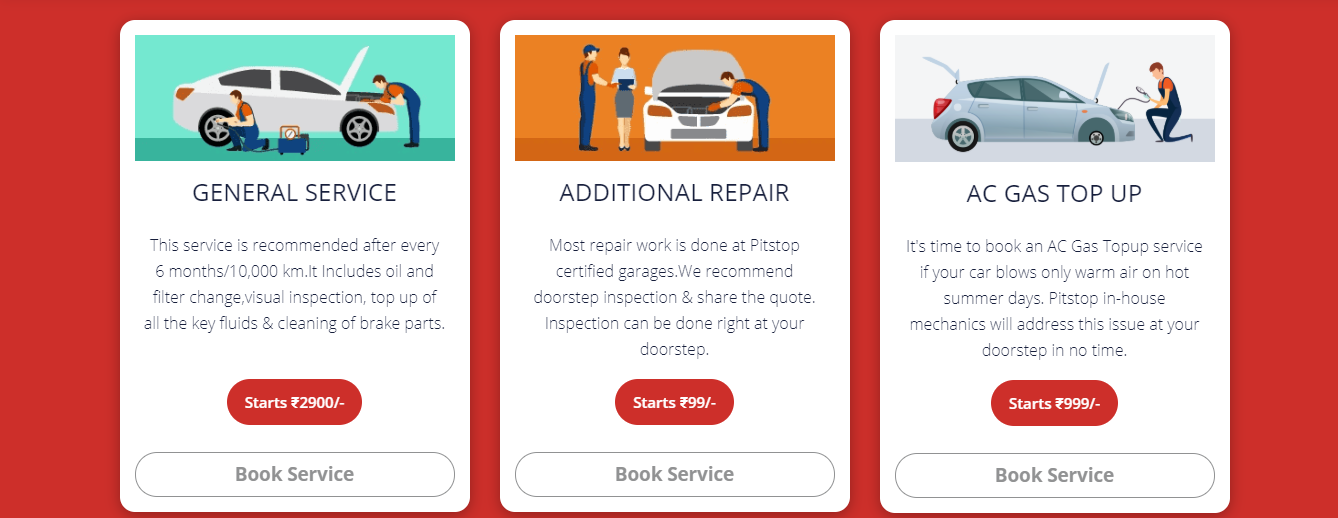 GENERAL SERVICE
This service is recommended after every
6 months/10,000 km.It Includes oil and
filter change,visual inspection, top up of
all the key fluids & cleaning of brake parts.
Starts ₹2900/-
Book Service
ADDITIONAL REPAIR
Most repair work is done at Pitstop
certified garages.We recommend
doorstep inspection & share the quote.
Inspection can be done right at your
doorstep.
Starts ₹99/-
Book Service
AC GAS TOP UP
It's time to book an AC Gas Topup service
if your car blows only warm air on hot
summer days. Pitstop in-house
mechanics will address this issue at your
doorstep in no time.
Starts ₹999/-
Book Service